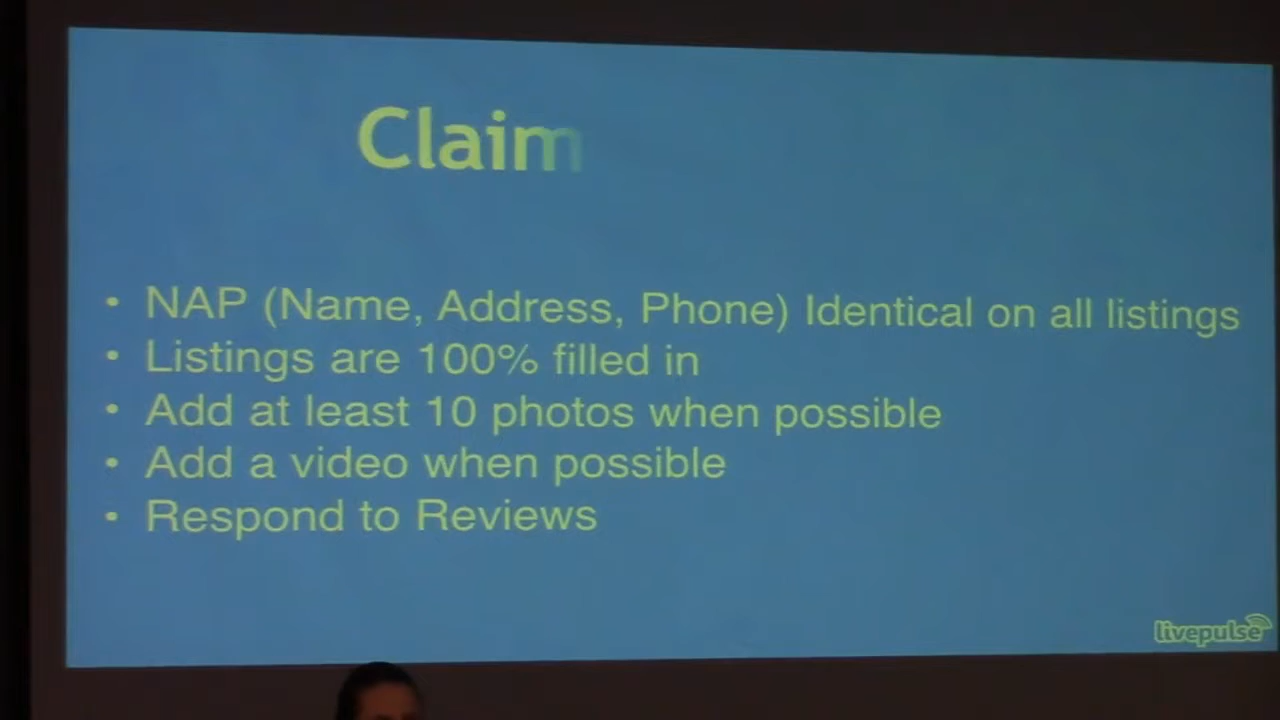 Claim
• NAP (Name, Address, Phone) Identical on all listings
• Listings are 100% filled in
• Add at least 10 photos when possible
• Add a video when possible
• Respond to Reviews
livepulse